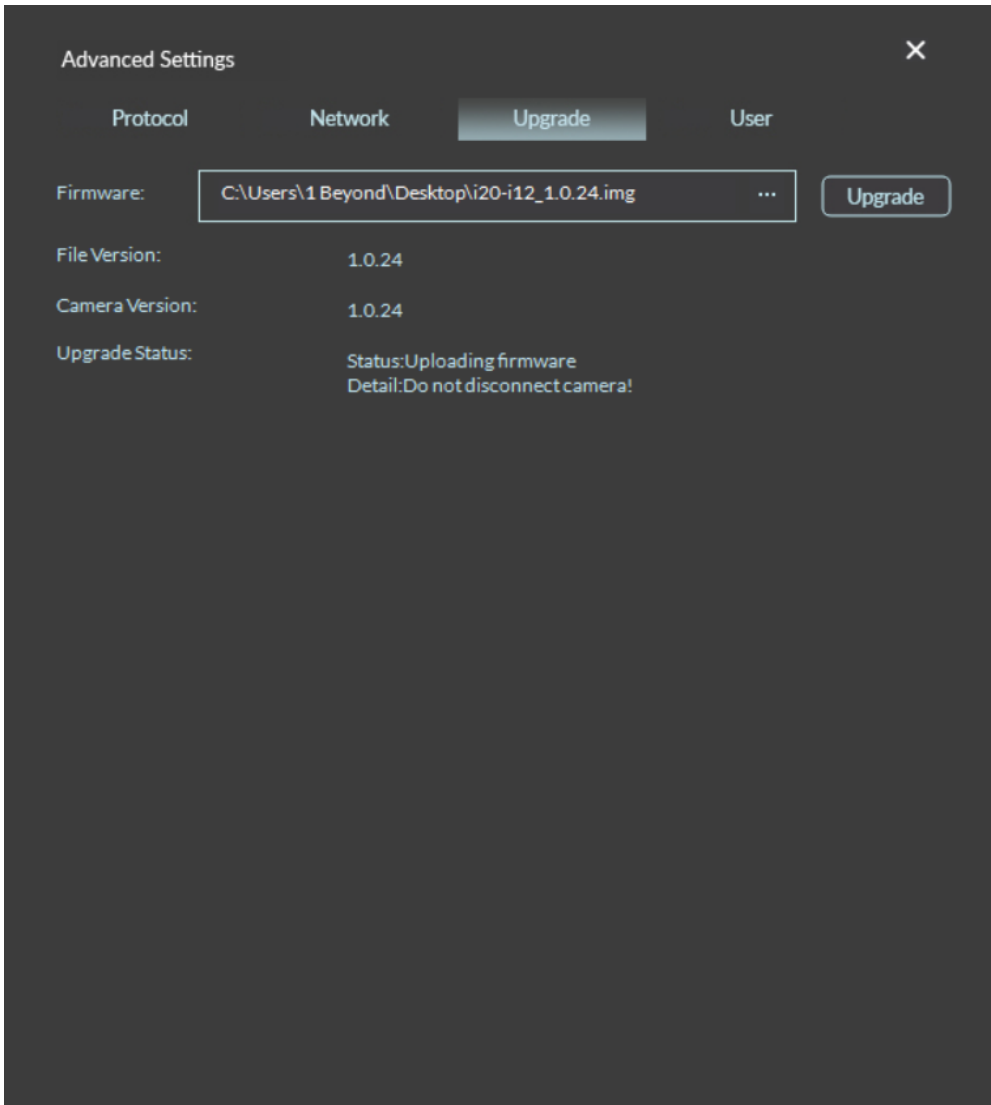 Advanced Settings ×
Protocol Network Upgrade User
Firmware: C:\Users\1 Beyond\Desktop\i20-i12_1.0.24.img ... Upgrade
File Version: 1.0.24
Camera Version: 1.0.24
Upgrade Status: Status:Uploading firmware
Detail:Do not disconnect camera!